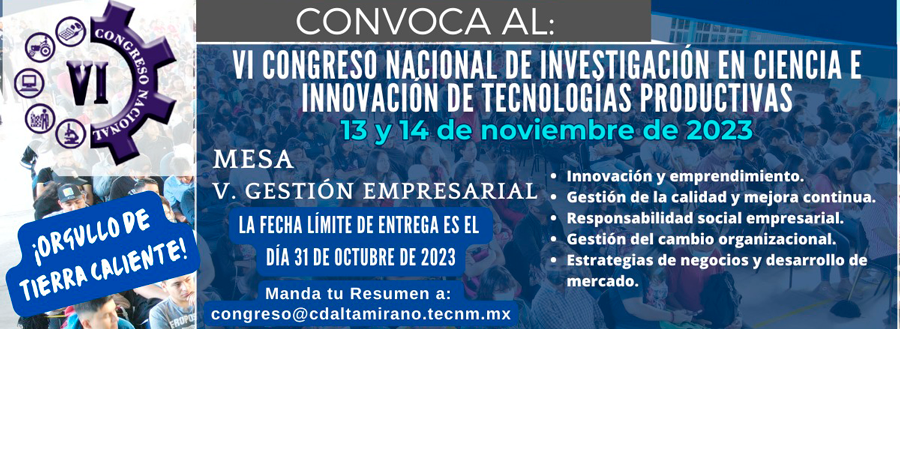 CONVOCA AL:
VI CONGRESO NACIONAL DE INVESTIGACIÓN EN CIENCIA E
INNOVACIÓN DE TECNOLOGÍAS PRODUCTIVAS
13 y 14 de noviembre de 2023
CONGRESO NACIONAL
VI
¡ORGULLO DE
TIERRA CALIENTE!
MESA
V. GESTIÓN EMPRESARIAL
LA FECHA LÍMITE DE ENTREGA ES EL
DÍA 31 DE OCTUBRE DE 2023
Manda tu Resumen a:
congreso@cdaltamirano.tecnm.mx
• Innovación y emprendimiento.
• Gestión de la calidad y mejora continua.
• Responsabilidad social empresarial.
• Gestión del cambio organizacional.
• Estrategias de negocios y desarrollo de
mercado.